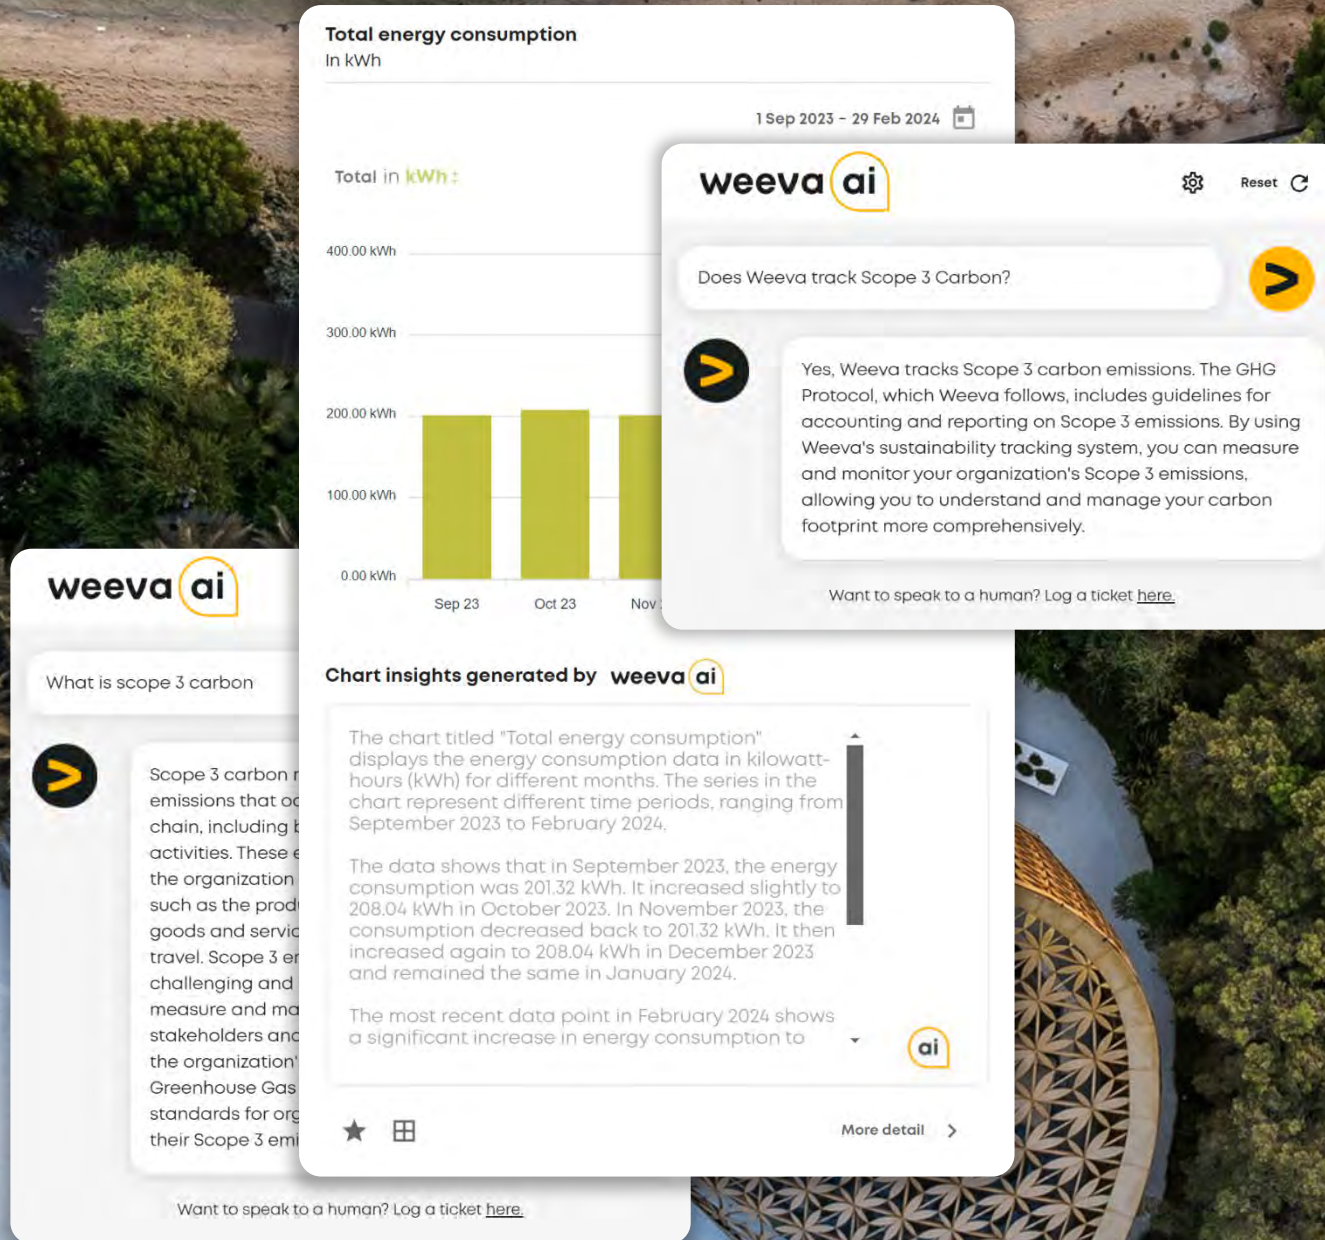 Total energy consumption
In kWh
1 Sep 2023 - 29 Feb 2024
Total in kWh
400.00 kWh
300.00 kWh
200.00 kWh
100.00 kWh
0.00 kWh
Sep 23
Oct 23
Nov
Chart insights generated by weeva ai
The chart titled "Total energy consumption"
displays the energy consumption data in kilowatt-
hours (kWh) for different months. The series in the
chart represent different time periods, ranging from
September 2023 to February 2024.
The data shows that in September 2023, the energy
consumption was 201.32 kWh. It increased slightly to
208.04 kWh in October 2023. In November 2023, the
consumption decreased back to 201.32 kWh. It then
increased again to 208.04 kWh in December 2023
and remained the same in January 2024.
The most recent data point in February 2024 shows
a significant increase in energy consumption to
ai
More detail
weeva ai
Reset
Does Weeva track Scope 3 Carbon?
Yes, Weeva tracks Scope 3 carbon emissions. The GHG
Protocol, which Weeva follows, includes guidelines for
accounting and reporting on Scope 3 emissions. By using
Weeva's sustainability tracking system, you can measure
and monitor your organization's Scope 3 emissions,
allowing you to understand and manage your carbon
footprint more comprehensively.
Want to speak to a human? Log a ticket here.
weeva ai
What is scope 3 carbon
Scope 3 carbon
emissions that
chain, including
activities. These
the organization
such as the
goods and
travel. Scope 3
challenging and
measure and
stakeholders
the organization'
Greenhouse Gas
standards for
their Scope 3
Want to speak to a human? Log a ticket here.